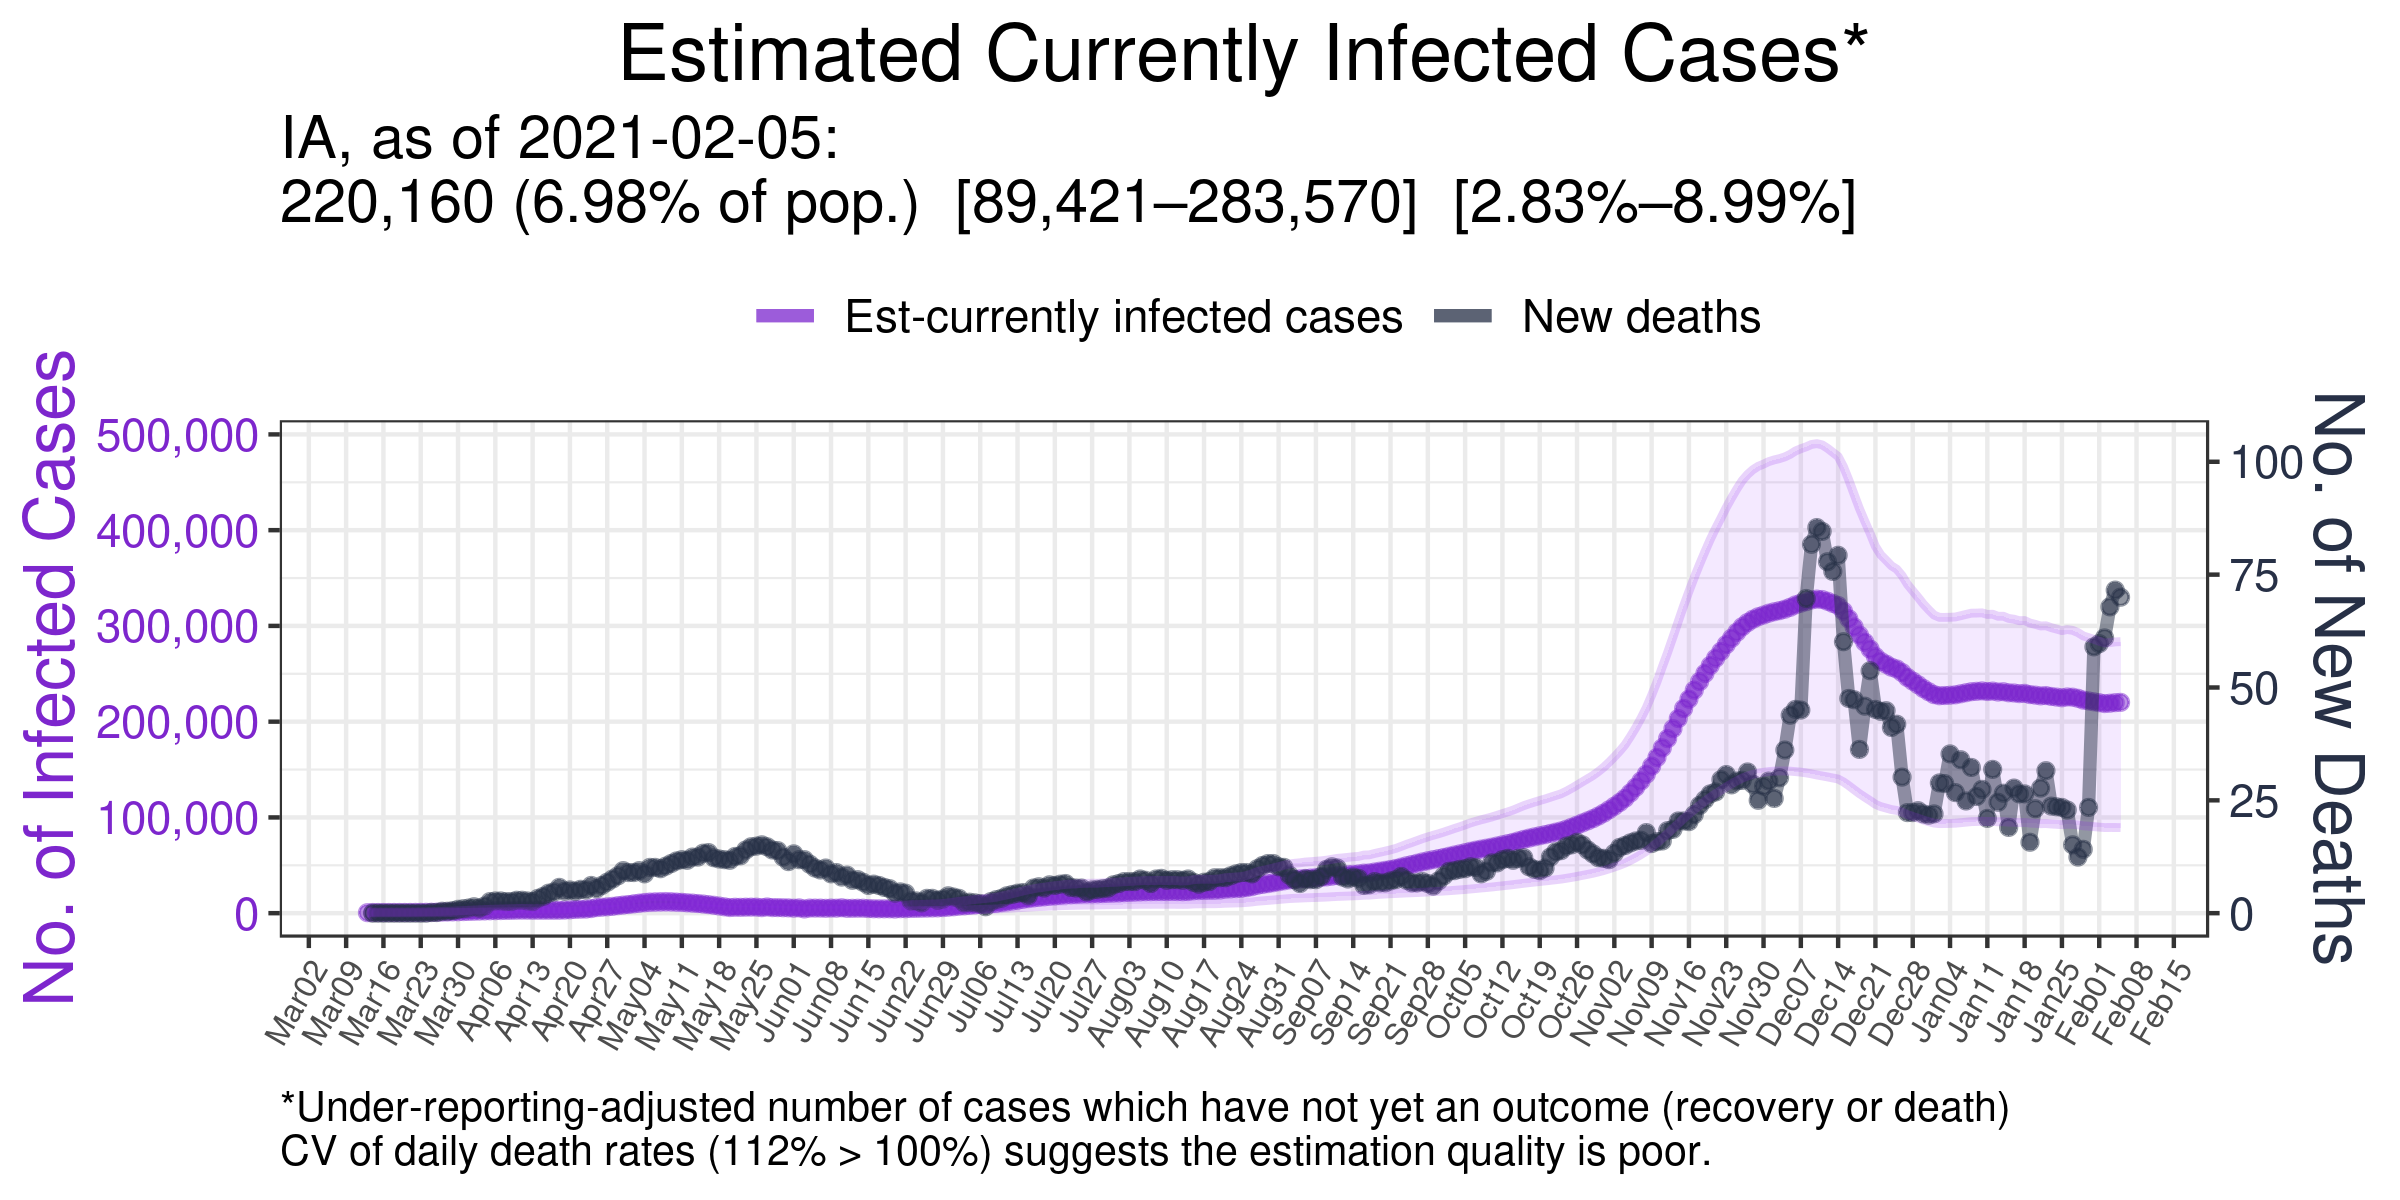 Estimated Currently Infected Cases*
IA, as of 2021-02-05:
220,160 (6.98% of pop.) [89,421–283,570] [2.83%–8.99%]
Est-currently infected cases
New deaths
No. of Infected Cases
500,000
400,000
300,000
200,000
100,000
0
No. of New Deaths
100
75
50
25
0
Mar02
Mar09
Mar16
Mar23
Mar30
Apr06
Apr13
Apr20
Apr27
May04
May11
May18
May25
Jun01
Jun08
Jun15
Jun22
Jun29
Jul06
Jul13
Jul20
Jul27
Aug03
Aug10
Aug17
Aug24
Aug31
Sep07
Sep14
Sep21
Sep28
Oct05
Oct12
Oct19
Oct26
Nov02
Nov09
Nov16
Nov23
Nov30
Dec07
Dec14
Dec21
Dec28
Jan04
Jan11
Jan18
Jan25
Feb01
Feb08
Feb15
*Under-reporting-adjusted number of cases which have not yet an outcome (recovery or death)
CV of daily death rates (112% > 100%) suggests the estimation quality is poor.